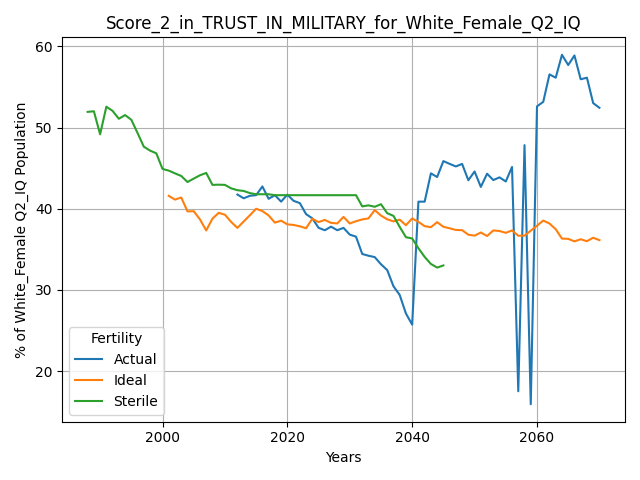 Score_2_in_TRUST_IN_MILITARY_for_White_Female_Q2_IQ
% of White_Female Q2_IQ Population
60
50
40
30
20
Fertility
Actual
Ideal
Sterile
2000
2020
2040
2060
Years